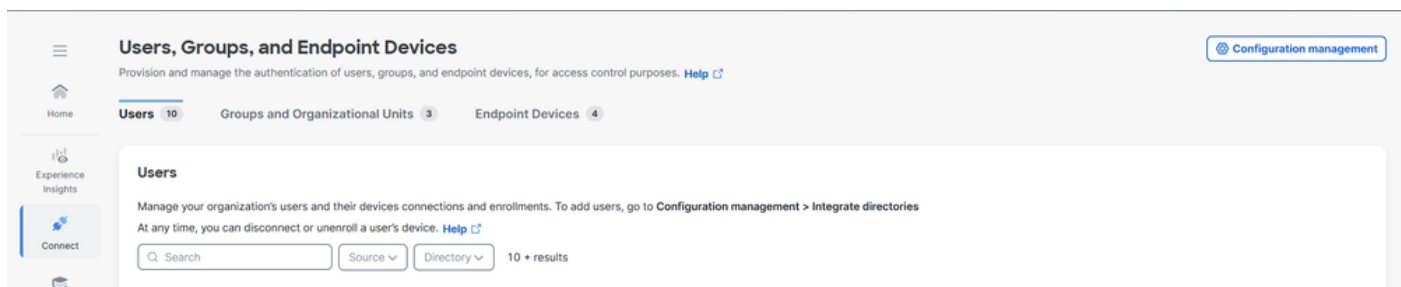 Users, Groups, and Endpoint Devices
Configuration management
Provision and manage the authentication of users, groups, and endpoint devices, for access control purposes. Help
Home
Users 10 Groups and Organizational Units 3 Endpoint Devices 4
Experience
Insights
Connect
Users
Manage your organization's users and their devices connections and enrollments. To add users, go to Configuration management > Integrate directories
At any time, you can disconnect or unenroll a user's device. Help
Search Source Directory 10 + results